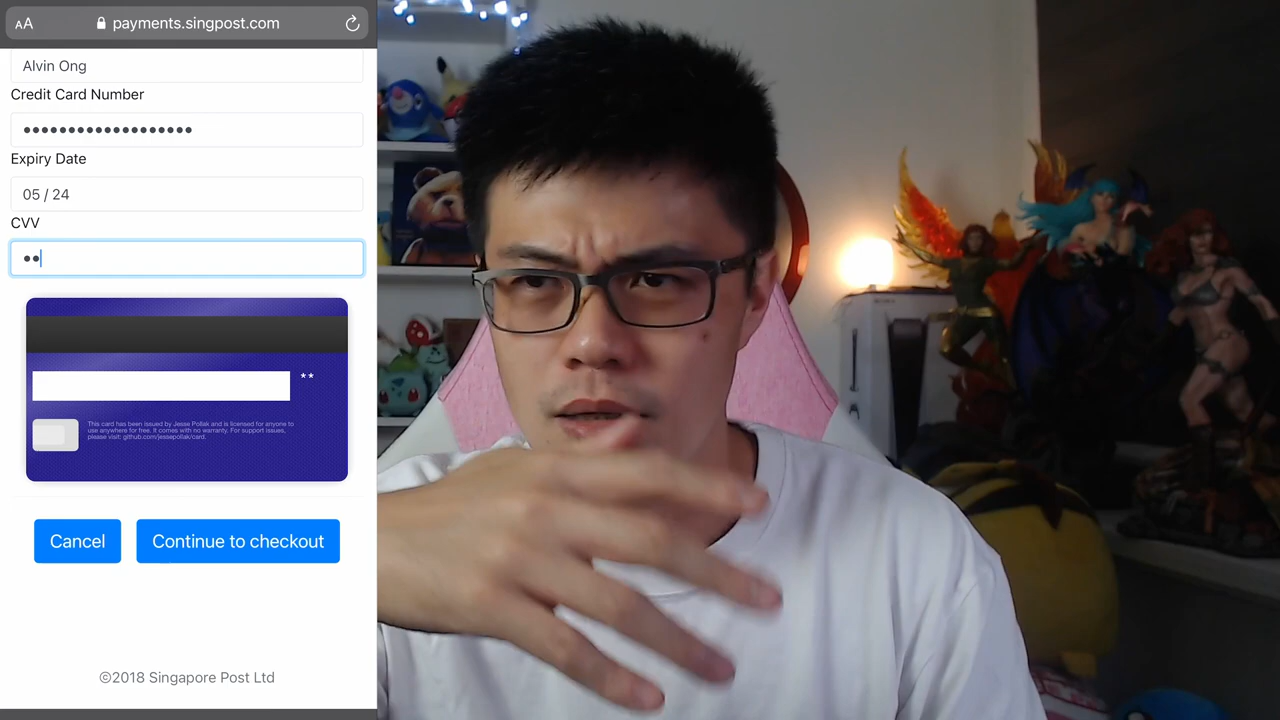 AA payments.singpost.com
Alvin Ong
Credit Card Number
•••••••••••••••••••
Expiry Date
05 / 24
CVV
••
**
This card has been issued by Jesse Pollak and is licensed for anyone to
use anywhere for free. It comes with no warranty. For support issues,
please visit: github.com/jessepollak/card.
Cancel
Continue to checkout
©2018 Singapore Post Ltd